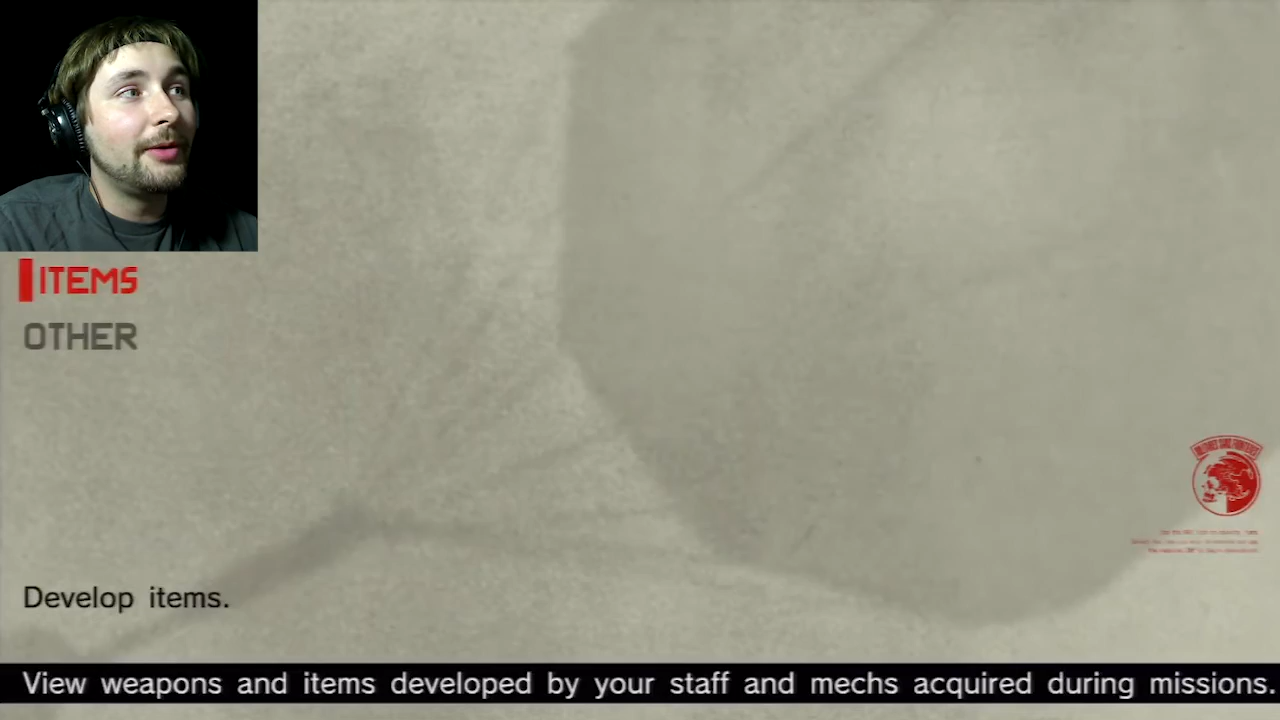 ITEMS
OTHER
Develop items.
View weapons and items developed by your staff and mechs acquired during missions.